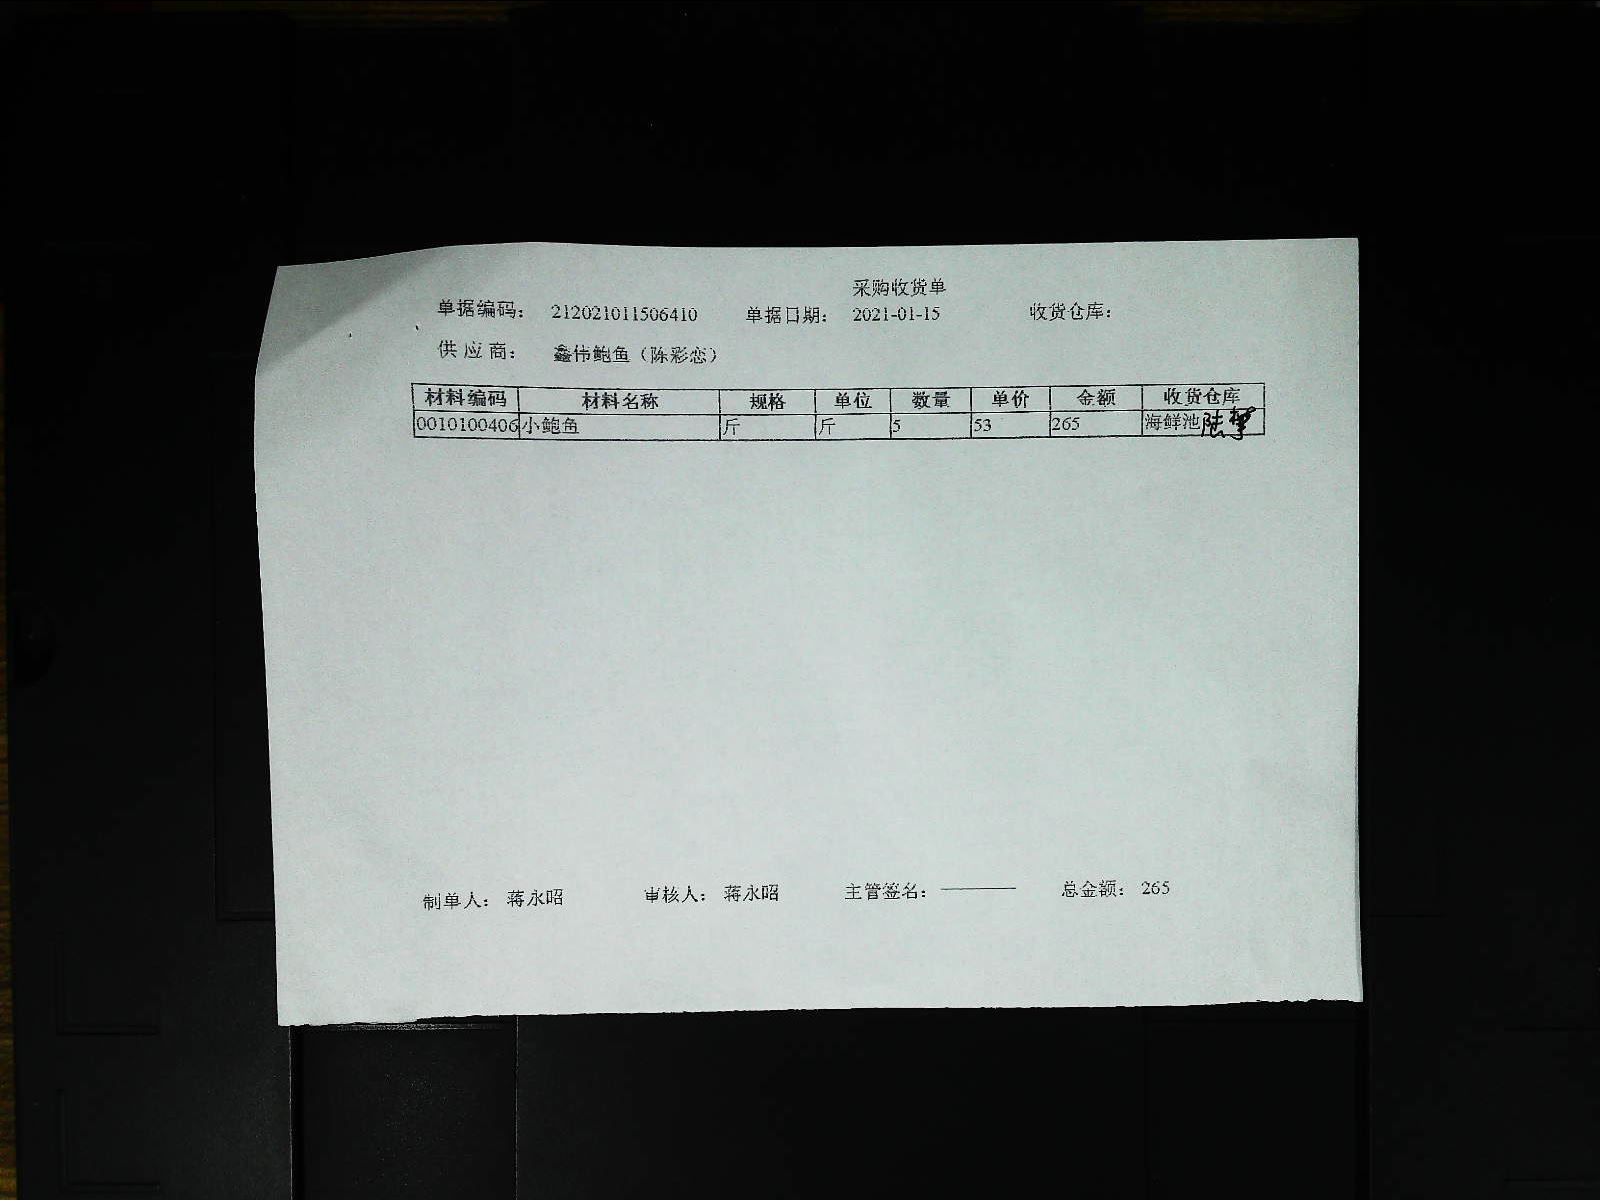 采购收货单
单据编码： 212021011506410 单据日期： 2021-01-15 收货仓库：
供 应 商： 鑫伟鲍鱼（陈彩恋）
材料编码 材料名称 规格 单位 数量 单价 金额 收货仓库
0010100406 小鲍鱼 斤 斤 5 53 265 海鲜池
制单人： 蒋永昭 审核人： 蒋永昭 主管签名： 总金额： 265